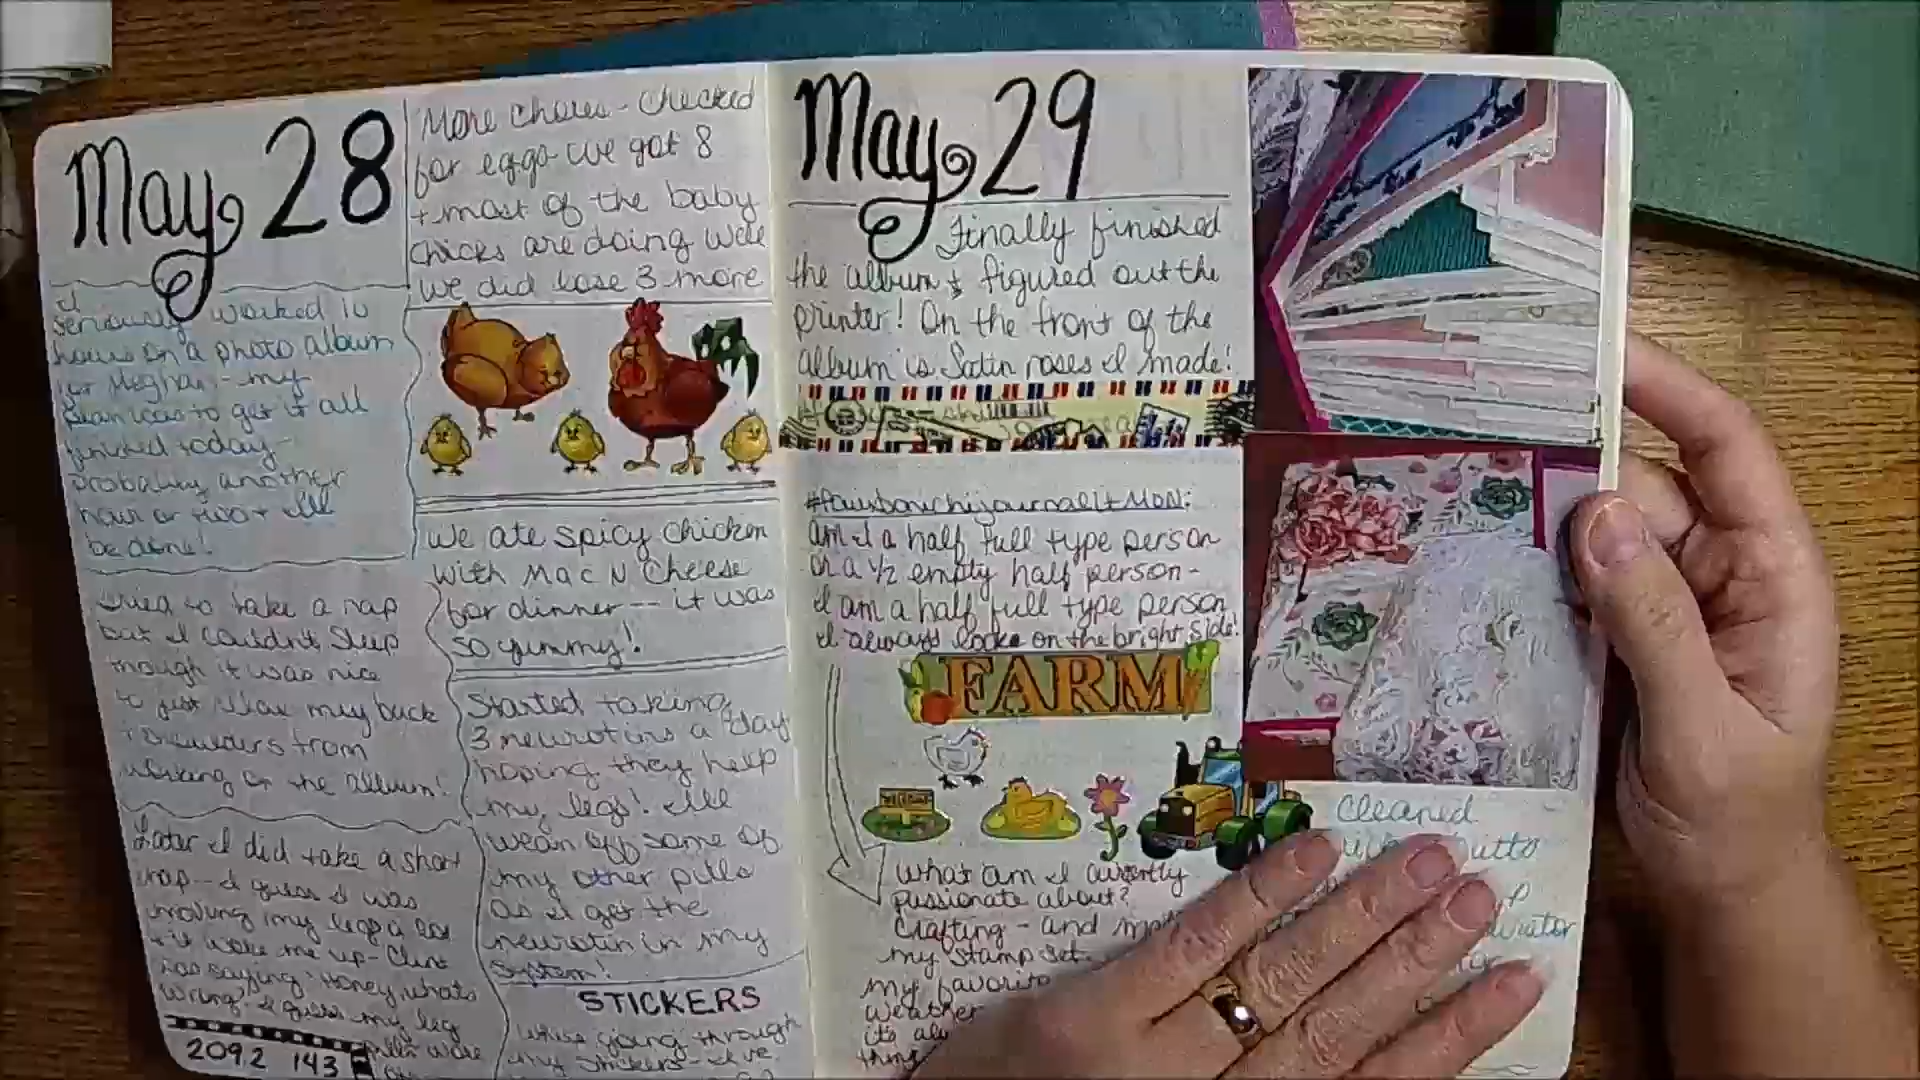 May 28
I
seriously worked 10
hours on a photo album
for Meghan - my
plan was to get it all
finished today -
probably another
hour or two + I'll
be done!
Tried to take a nap
but I couldn't sleep
though it was nice
to just relax my back
+ shoulders from
working on the album!
Later I did take a short
nap - I guess I was
moving my legs a lot
+ it woke me up - Clint
was saying "Honey, whats
wrong" I guess my leg
209.2 143
More chores - Checked
for eggs we got 8
+ most of the baby
chicks are doing well
we did lose 3 more
We ate spicy chicken
with Mac N Cheese
for dinner -- it was
so yummy!
Started taking
3 neurotins a day
hoping they help
my legs! I'll
wean off some of
my other pills
as I get the
neurotin in my
system!
STICKERS
while going through
my stickers - I've
May 29
Finally finished
the album & figured out the
printer! On the front of the
album is Satin roses I made!
am I a half full type person
or a 1/2 empty half person -
I am a half full type person
I always looks on the bright side!
FARM
WELCOME
What am I currently
passionate about?
Crafting - and
my stamp set
my favorite
weather
it's
thing
Cleaned